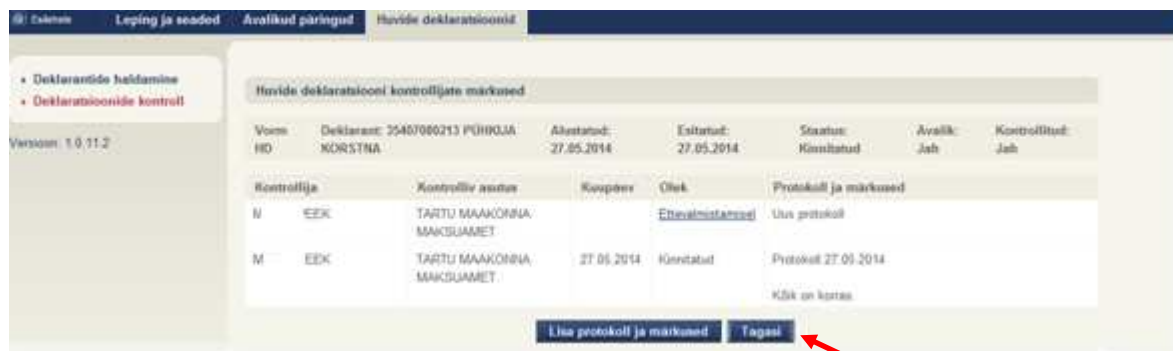 Esilehele Leping ja seaded Avalikud päringud Huvide deklaratsioonid
Deklarantide haldamine
Deklaratsioonide kontroll
Versioon: 1.0.11.2
Huvide deklaratsiooni kontrollijate märkused
Vorm Deklarant: 35407080213 PÜHKIJA Alustatud: Esitatud: Staatus: Avalik: Kontrollitud:
HD KORSTNA 27.05.2014 27.05.2014 Kinnitatud Jah Jah
Kontrollija Kontrolliv asutus Kuupäev Olek Protokoll ja märkused
EEK TARTU MAAKONNA Ettevalmistamisel Uus protokoll
MAKSUAMET
M EEK TARTU MAAKONNA 27.05.2014 Kinnitatud Protokoll 27.05.2014
MAKSUAMET
Kõik on korras
Lisa protokoll ja märkused Tagasi